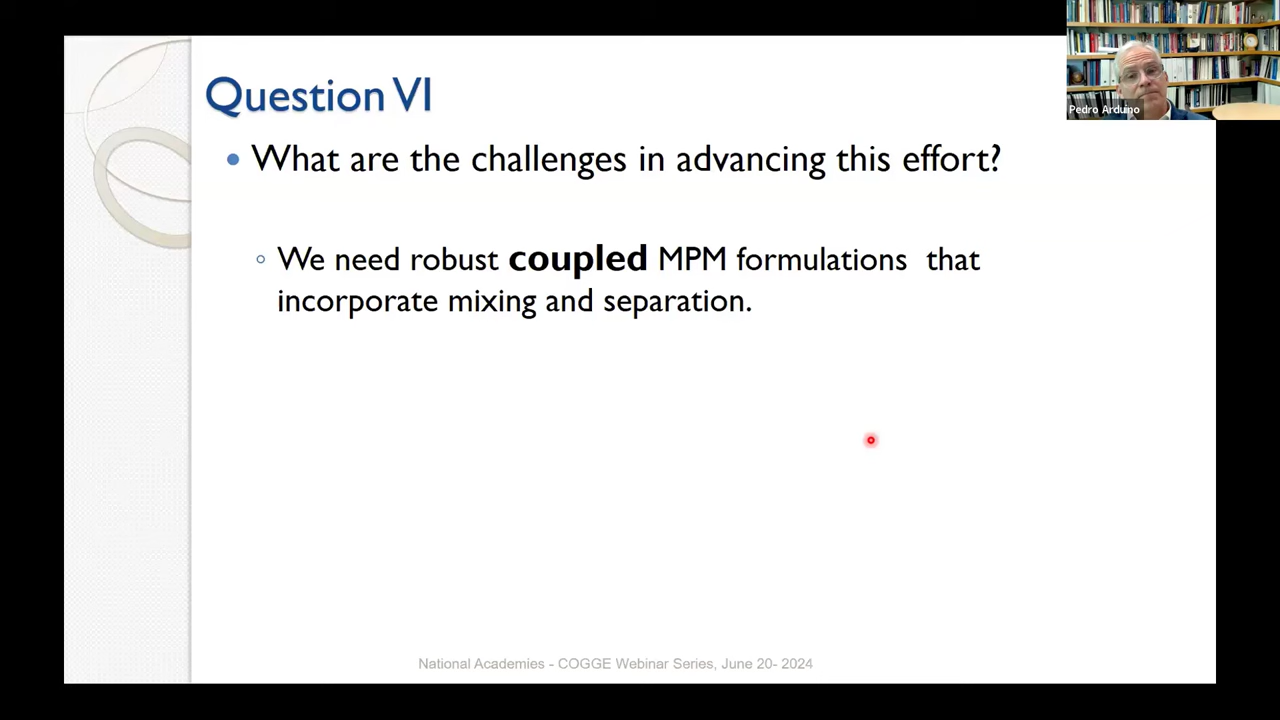 Question VI
What are the challenges in advancing this effort?
We need robust coupled MPM formulations that
incorporate mixing and separation.
National Academies - COGGE Webinar Series, June 20- 2024
Pedro Arduino